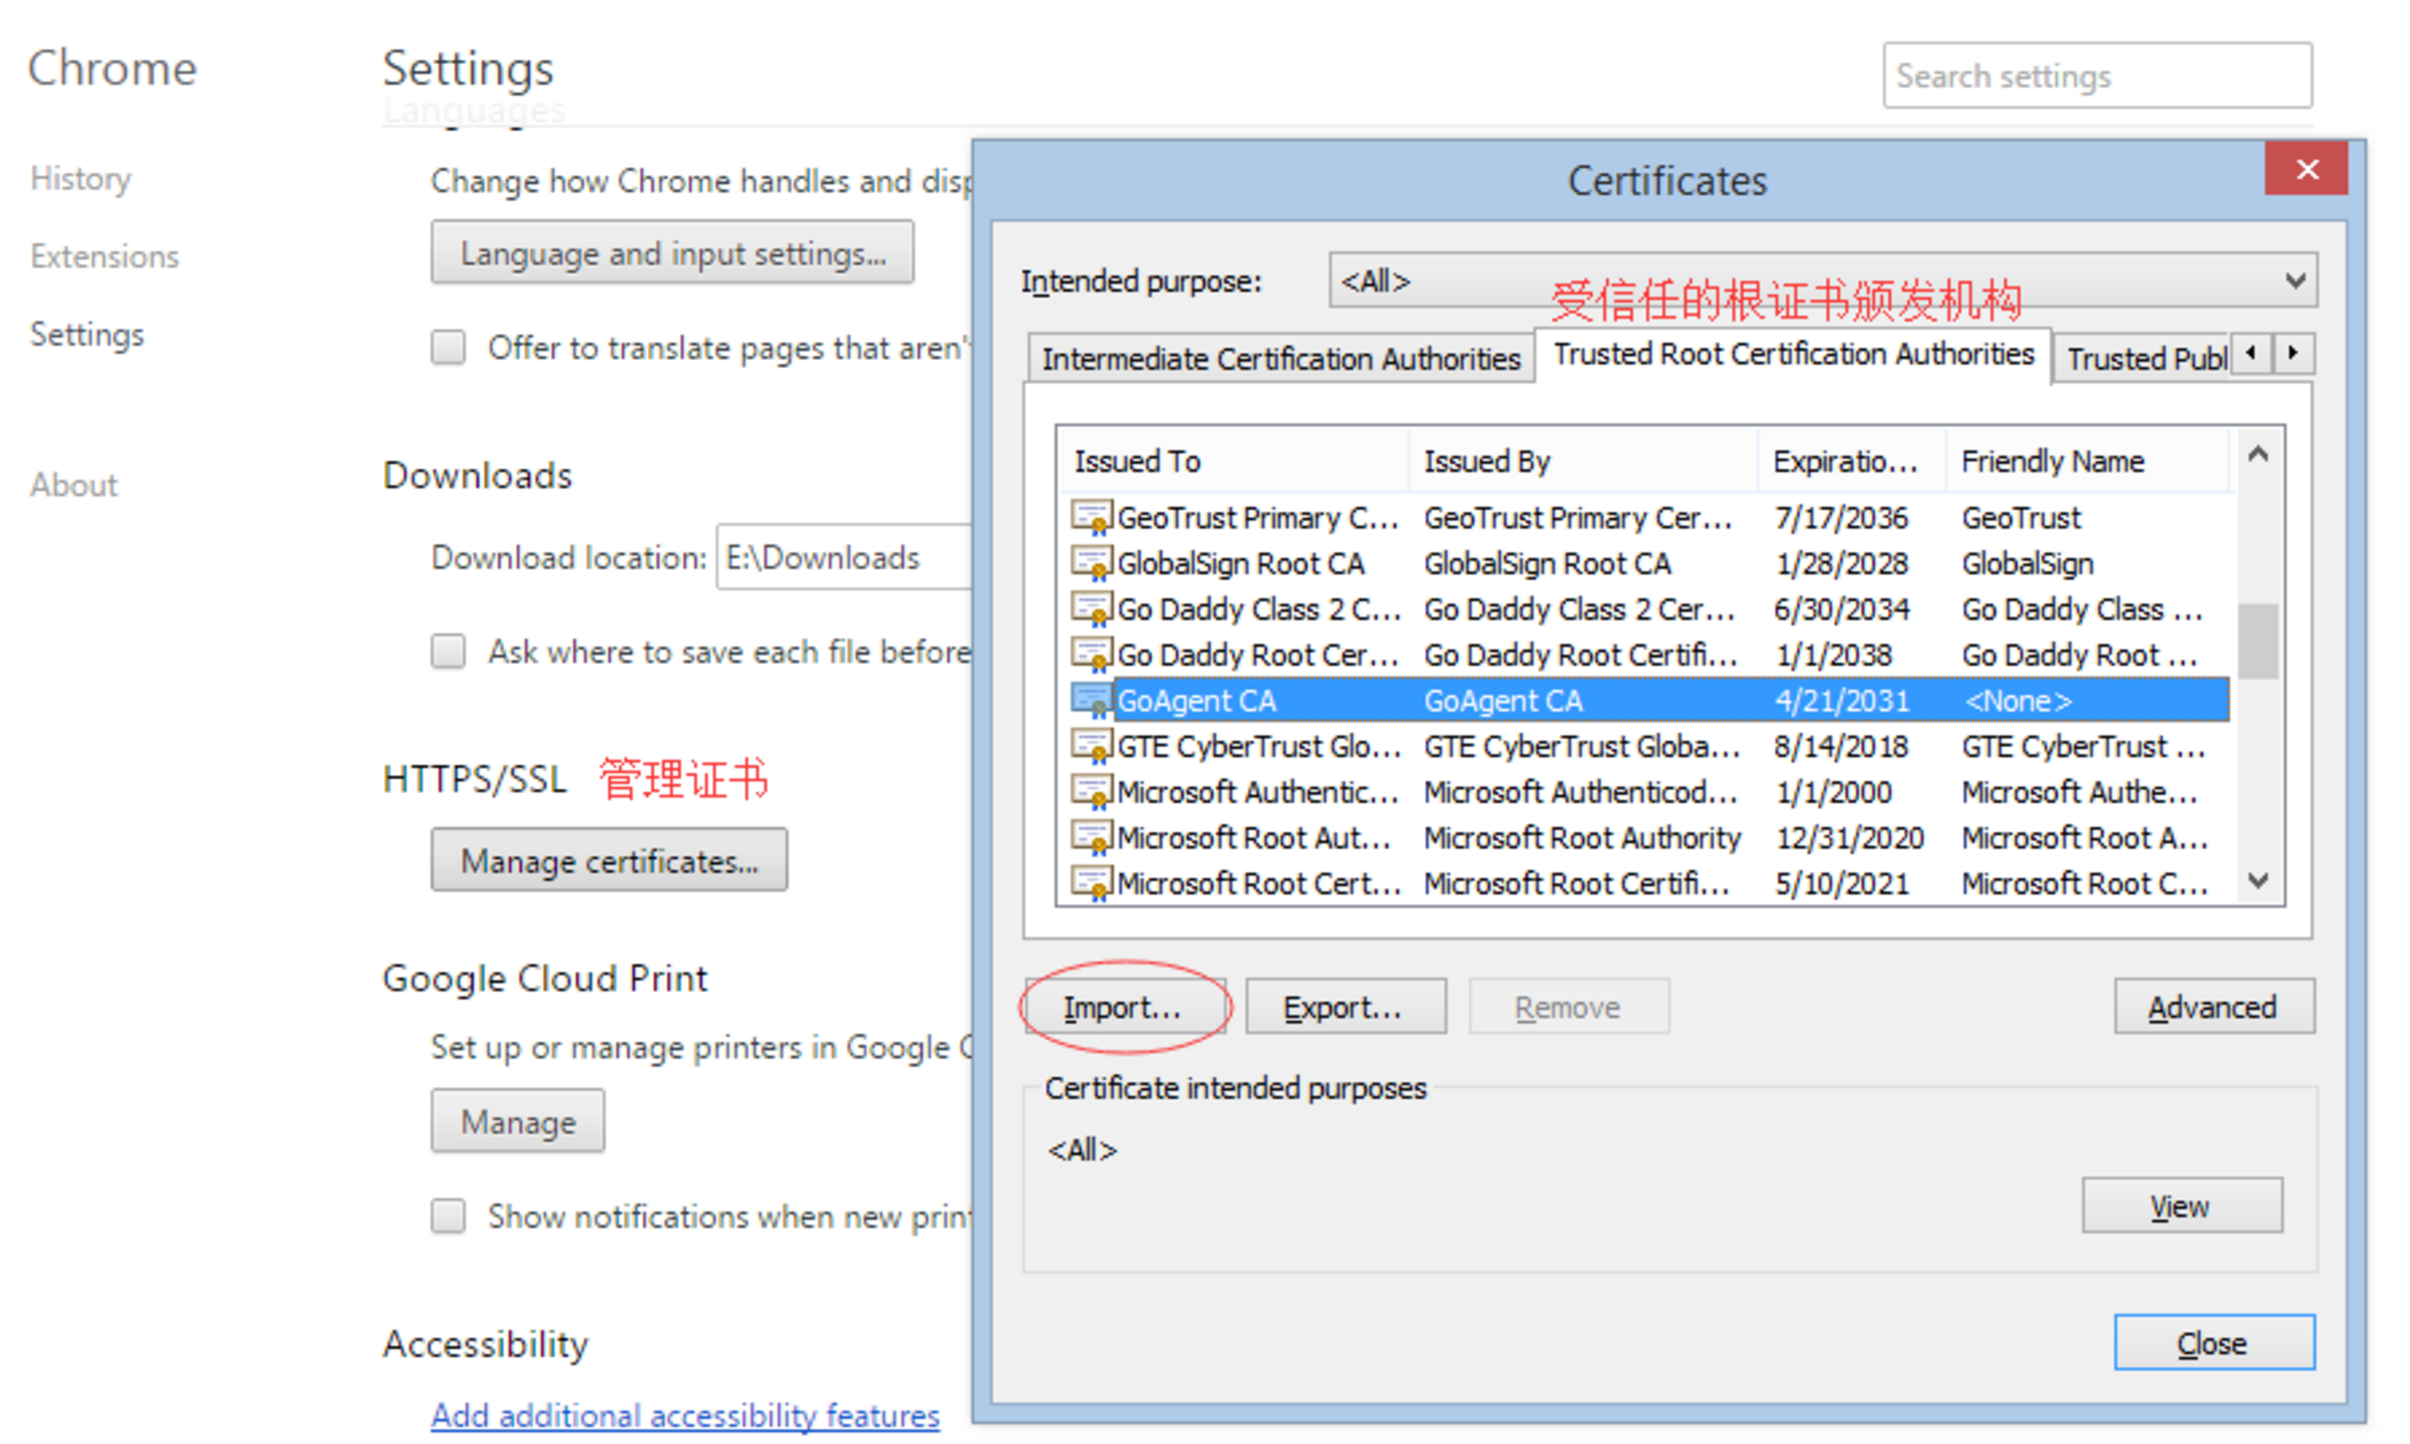 Chrome
History
Extensions
Settings
About
Settings
Search settings
Languages
Change how Chrome handles and disp
Language and input settings...
Offer to translate pages that aren'
Downloads
Download location: E:\Downloads
Ask where to save each file before
HTTPS/SSL 管理证书
Manage certificates...
Google Cloud Print
Set up or manage printers in Google C
Manage
Show notifications when new print
Accessibility
Add additional accessibility features
Certificates
Intended purpose: <All>
受信任的根证书颁发机构
Intermediate Certification Authorities Trusted Root Certification Authorities Trusted Publ
Issued To Issued By Expiratio... Friendly Name
GeoTrust Primary C... GeoTrust Primary Cer... 7/17/2036 GeoTrust
GlobalSign Root CA GlobalSign Root CA 1/28/2028 GlobalSign
Go Daddy Class 2 C... Go Daddy Class 2 Cer... 6/30/2034 Go Daddy Class ...
Go Daddy Root Cer... Go Daddy Root Certifi... 1/1/2038 Go Daddy Root ...
GoAgent CA GoAgent CA 4/21/2031 <None>
GTE CyberTrust Glo... GTE CyberTrust Globa... 8/14/2018 GTE CyberTrust ...
Microsoft Authentic... Microsoft Authenticod... 1/1/2000 Microsoft Authe...
Microsoft Root Aut... Microsoft Root Authority 12/31/2020 Microsoft Root A...
Microsoft Root Cert... Microsoft Root Certifi... 5/10/2021 Microsoft Root C...
Import... Export... Remove Advanced
Certificate intended purposes
<All>
View
Close